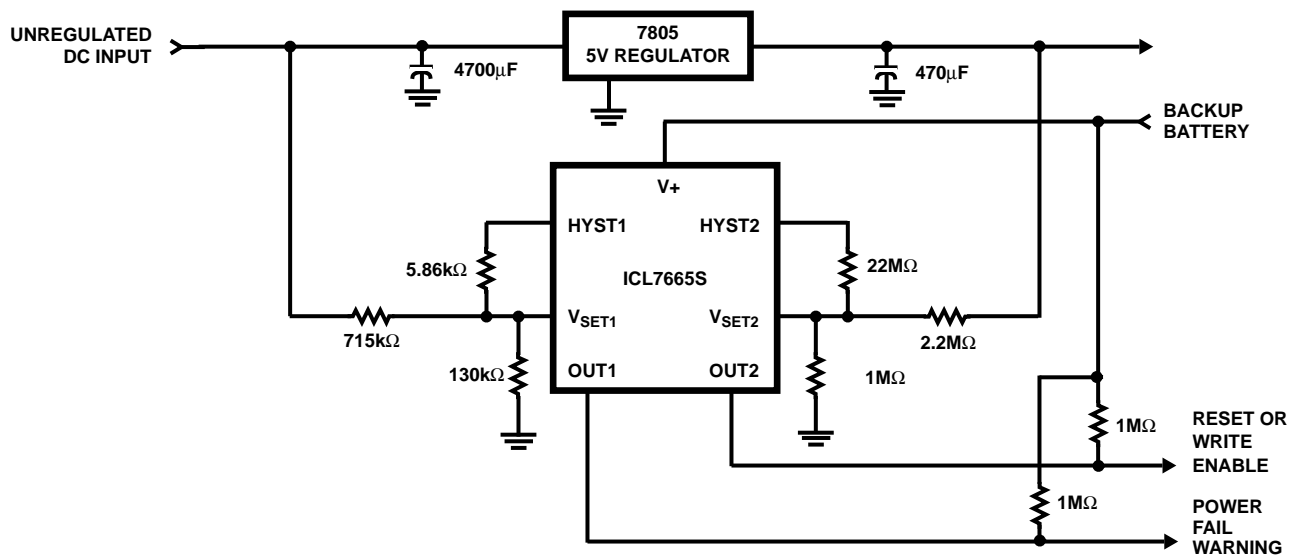 UNREGULATED
DC INPUT
7805
5V REGULATOR
4700μF
470μF
BACKUP
BATTERY
V+
HYST1
HYST2
5.86kΩ
22MΩ
ICL7665S
VSET1
VSET2
715kΩ
2.2MΩ
130kΩ
OUT1
OUT2
1MΩ
1MΩ
RESET OR
WRITE
ENABLE
1MΩ
POWER
FAIL
WARNING